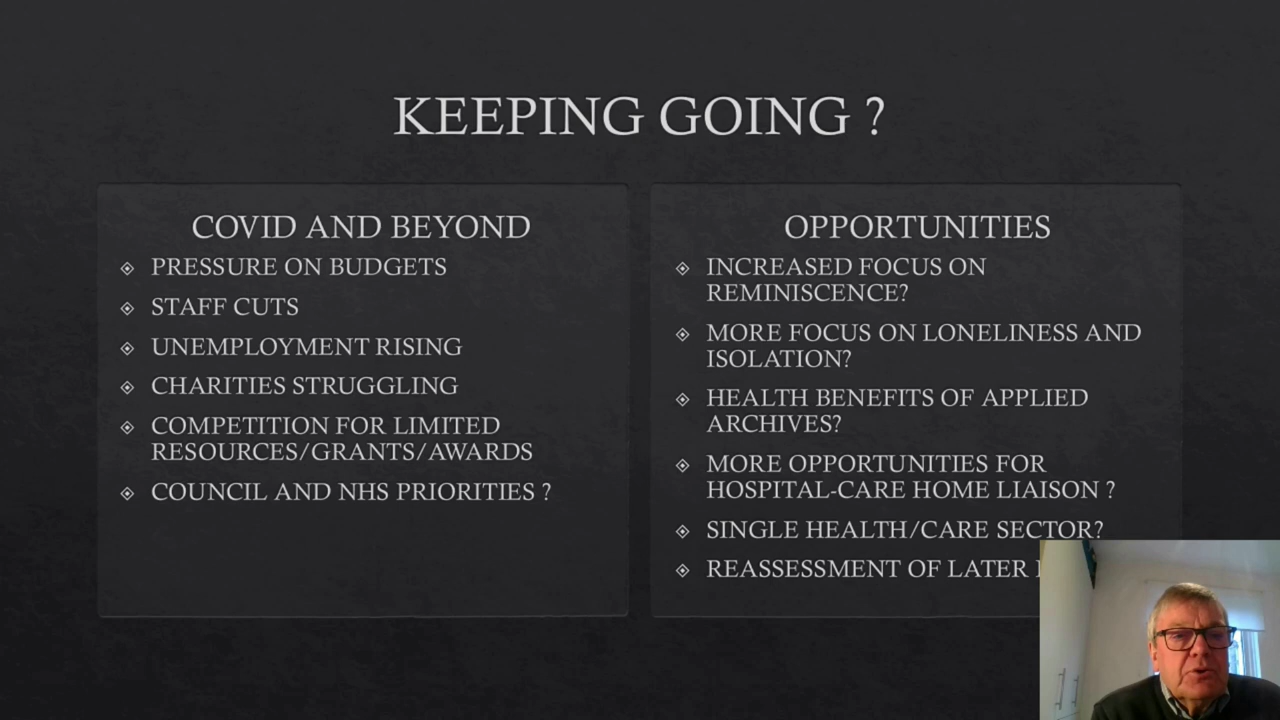 KEEPING GOING ?
COVID AND BEYOND
PRESSURE ON BUDGETS
STAFF CUTS
UNEMPLOYMENT RISING
CHARITIES STRUGGLING
COMPETITION FOR LIMITED
RESOURCES/GRANTS/AWARDS
COUNCIL AND NHS PRIORITIES ?
OPPORTUNITIES
INCREASED FOCUS ON
REMINISCENCE?
MORE FOCUS ON LONELINESS AND
ISOLATION?
HEALTH BENEFITS OF APPLIED
ARCHIVES?
MORE OPPORTUNITIES FOR
HOSPITAL-CARE HOME LIAISON ?
SINGLE HEALTH/CARE SECTOR?
REASSESSMENT OF LATER